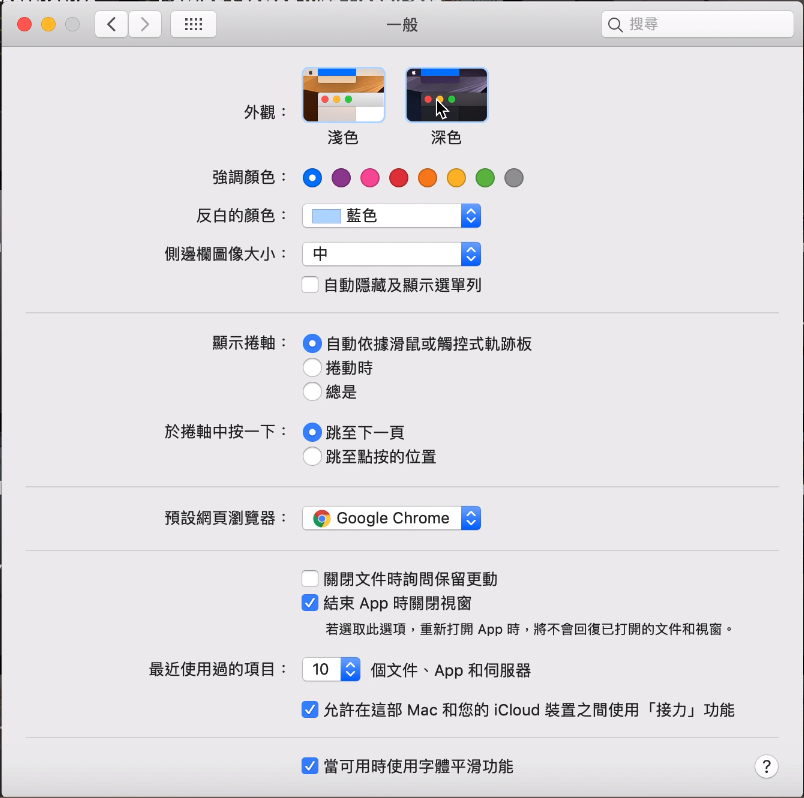 一般
搜尋
外觀：
淺色
深色
強調顏色：
反白的顏色：
藍色
側邊欄圖像大小：
中
自動隱藏及顯示選單列
顯示捲軸：
自動依據滑鼠或觸控式軌跡板
捲動時
總是
於捲軸中按一下：
跳至下一頁
跳至點按的位置
預設網頁瀏覽器：
Google Chrome
關閉文件時詢問保留更動
結束 App 時關閉視窗
若選取此選項，重新打開 App 時，將不會回復已打開的文件和視窗。
最近使用過的項目：
10
個文件、App 和伺服器
允許在這部 Mac 和您的 iCloud 裝置之間使用「接力」功能
當可用時使用字體平滑功能
?